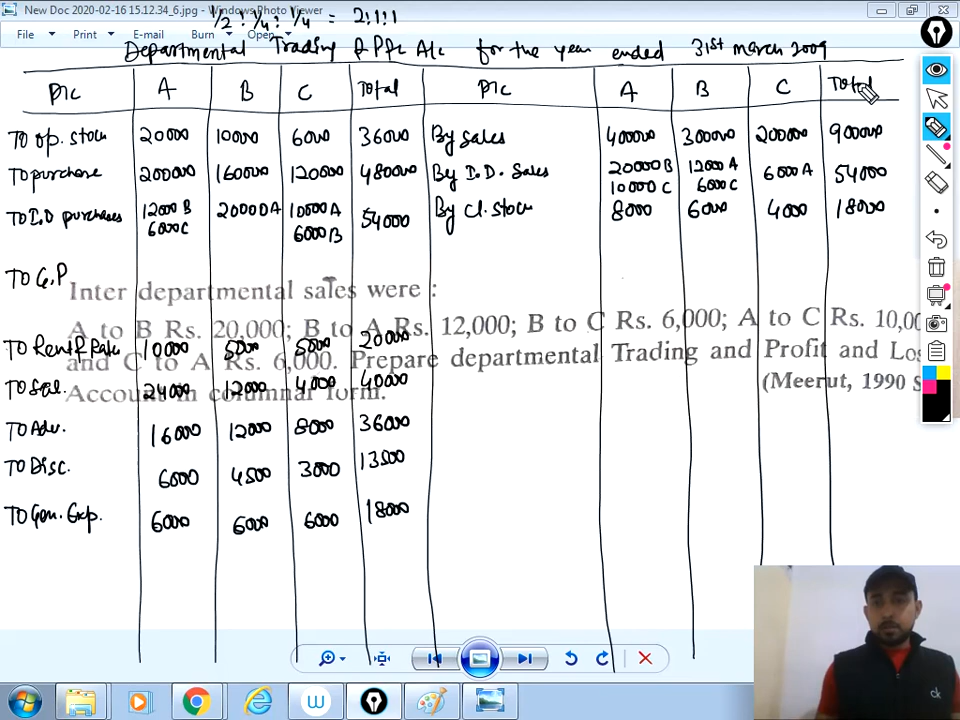 New Doc 2020-02-16 15.12.34_6.jpg - Windows Photo Viewer
1/2 : 1/4 : 1/4 = 2:1:1
File Print E-mail Burn Open
Departmental Trading & P&L A/c for the year ended 31st march 2009
P/c A B C Total P/c A B C Total
To op. stock 20000 10000 6000 36000 By sales 400000 300000 200000 900000
To purchase 200000 160000 120000 480000 By I.D. Sales 20000 B 12000 A 6000 A 54000
10000 C 6000 C
To I.D purchases 12000 B 20000 A 10000 A 54000 By Cl. stock 8000 6000 4000 18000
6000 C 6000 B
To G.P
Inter departmental sales were :
A to B Rs. 20,000; B to A Rs. 12,000; B to C Rs. 6,000; A to C Rs. 10,00
To Rent & Rate 10000 5000 5000 20000
and C to A Rs. 6,000. Prepare departmental Trading and Profit and Los
To Sal. 24000 12000 4000 40000
Account in columnar form. (Meerut, 1990 S
To Adv. 16000 12000 8000 36000
To Disc. 6000 4500 3000 13500
To Gen. Exp. 6000 6000 6000 18000